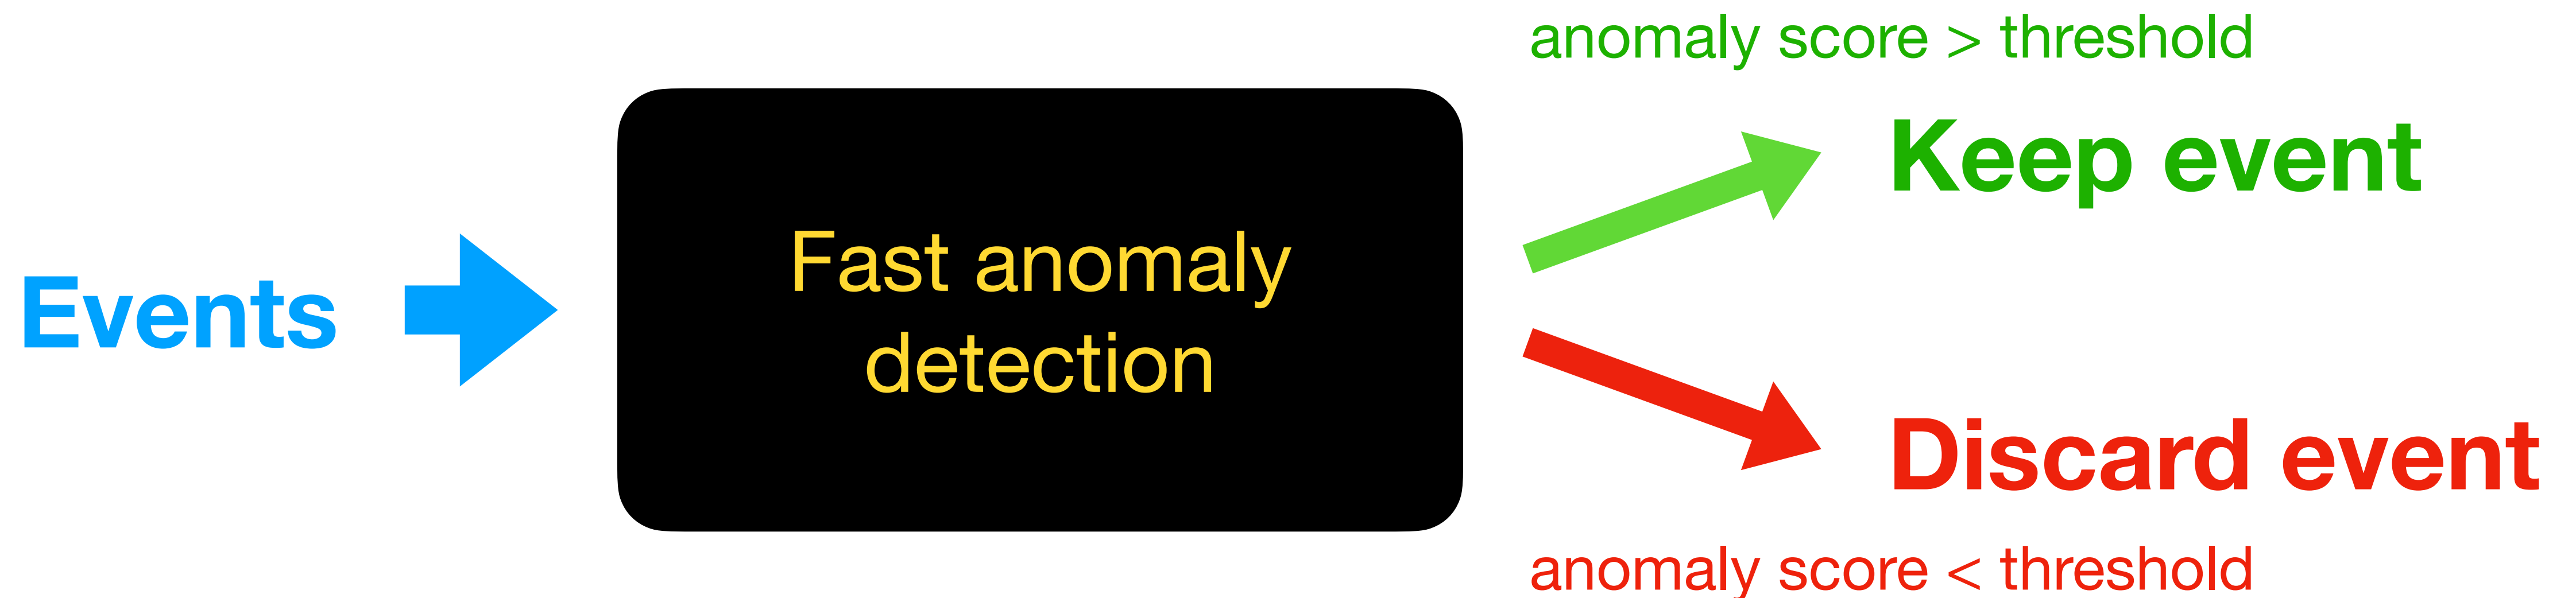 Events
Fast anomaly
detection
anomaly score > threshold
Keep event
Discard event
anomaly score < threshold